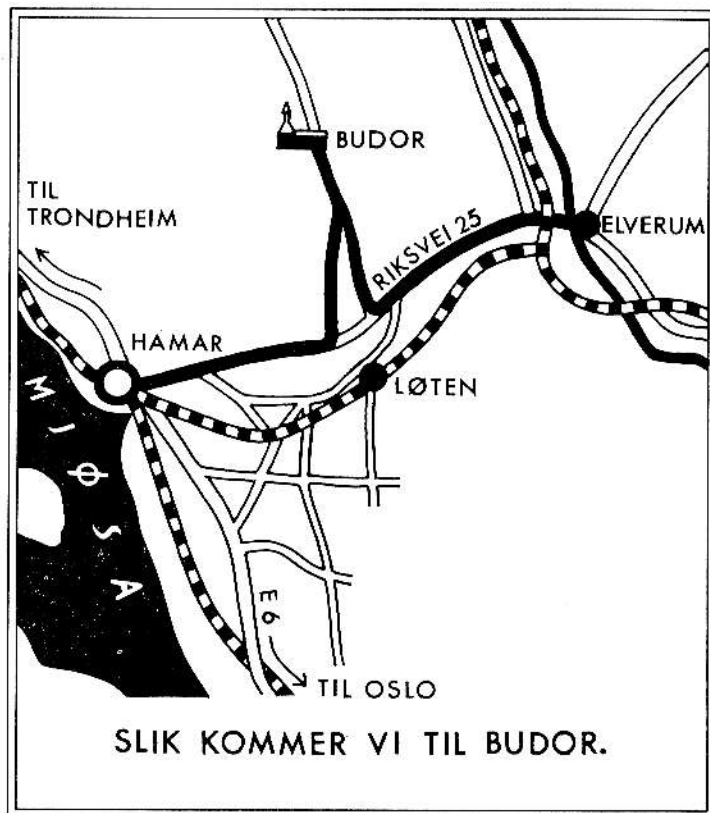 BUDOR
TIL
TRONDHEIM
RIKSVEI 25
ELVERUM
HAMAR
LØTEN
MJØSA
E6
TIL OSLO
SLIK KOMMER VI TIL BUDOR.